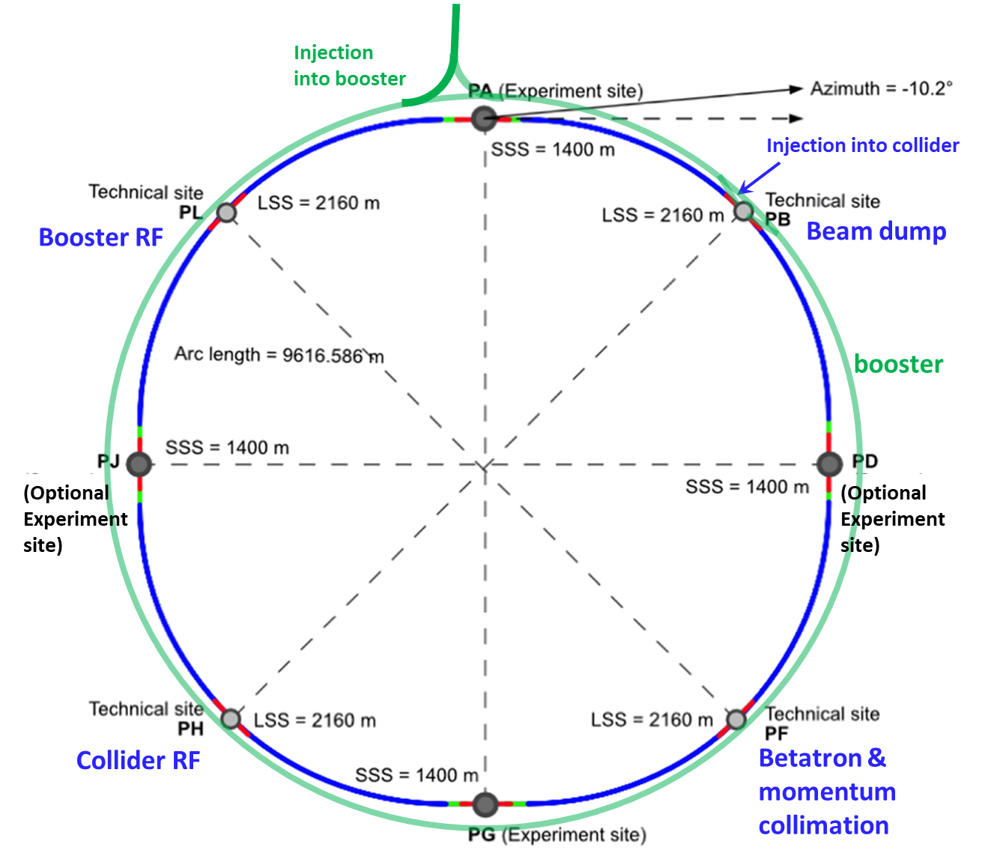 Injection
into booster
PA (Experiment site)
Azimuth = -10.2°
SSS = 1400 m
Injection into collider
Technical site
PL
LSS = 2160 m
Booster RF
LSS = 2160 m
Technical site
PB
Beam dump
Arc length = 9616.586 m
booster
PJ
SSS = 1400 m
(Optional
Experiment
site)
PD
SSS = 1400 m
(Optional
Experiment
site)
Technical site
PH
LSS = 2160 m
Collider RF
LSS = 2160 m
Technical site
PF
Betatron &
momentum
collimation
SSS = 1400 m
PG (Experiment site)